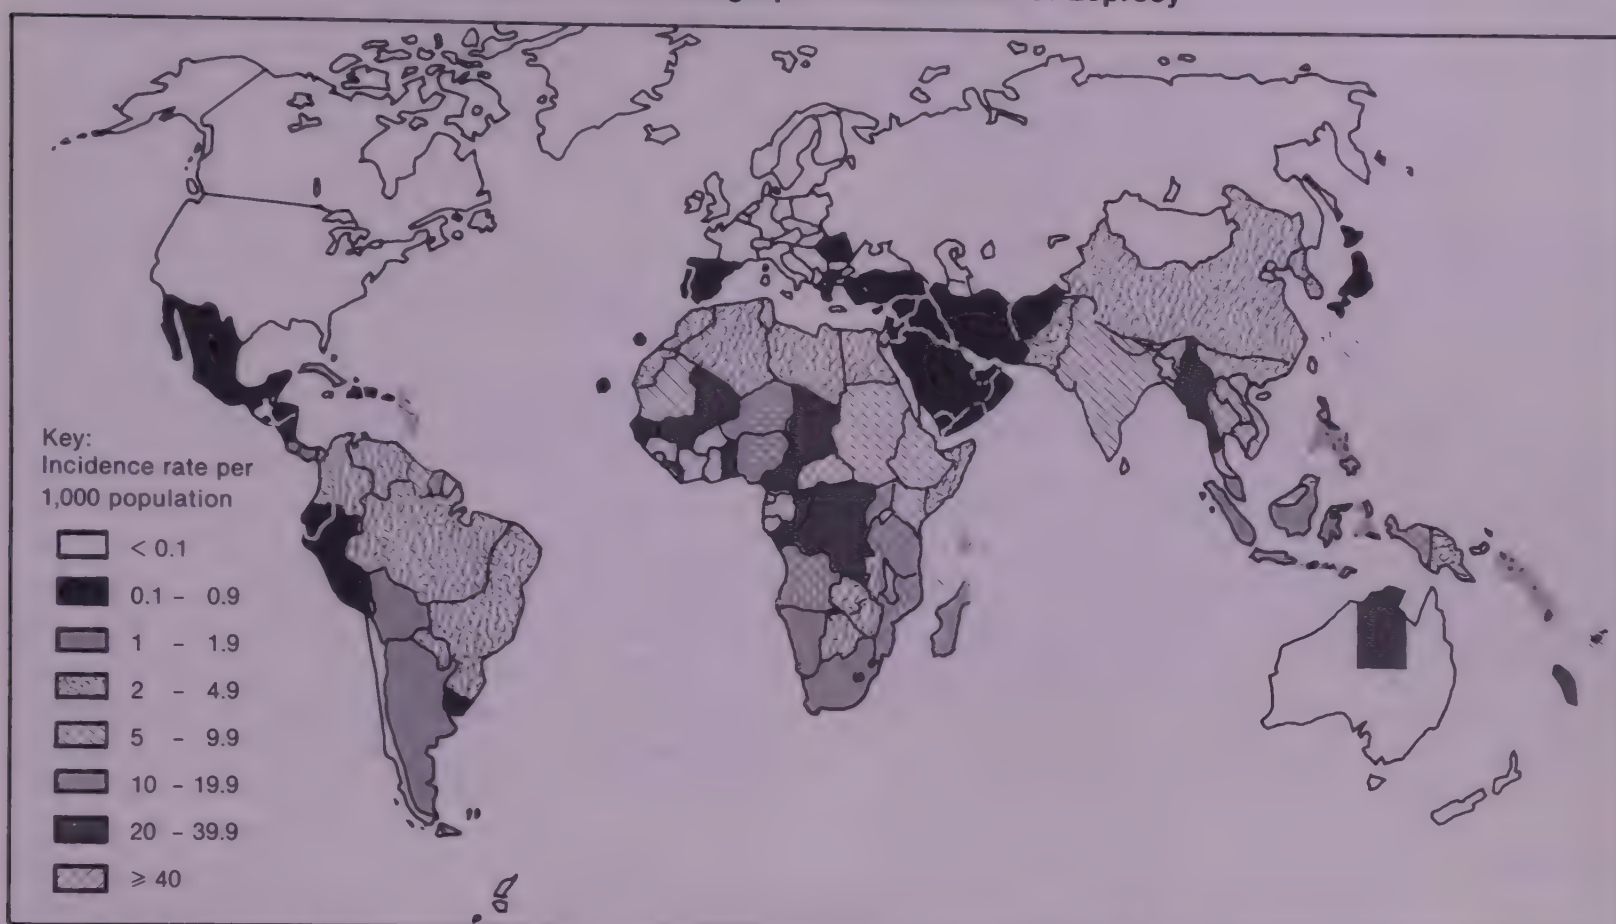 Key:
Incidence rate per
1,000 population
< 0.1
0.1 - 0.9
1 - 1.9
2 - 4.9
5 - 9.9
10 - 19.9
20 - 39.9
⩾ 40